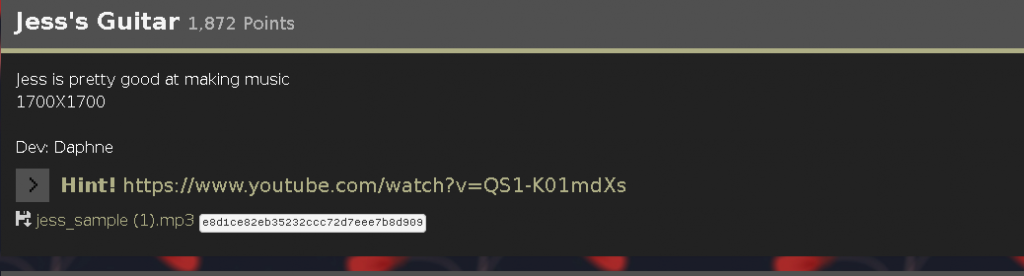 Jess's Guitar 1,872 Points
Jess is pretty good at making music
1700X1700
Dev: Daphne
Hint! https://www.youtube.com/watch?v=QS1-K01mdXs
jess_sample (1).mp3 e8d1ce82eb35232ccc72d7eee7b8d909